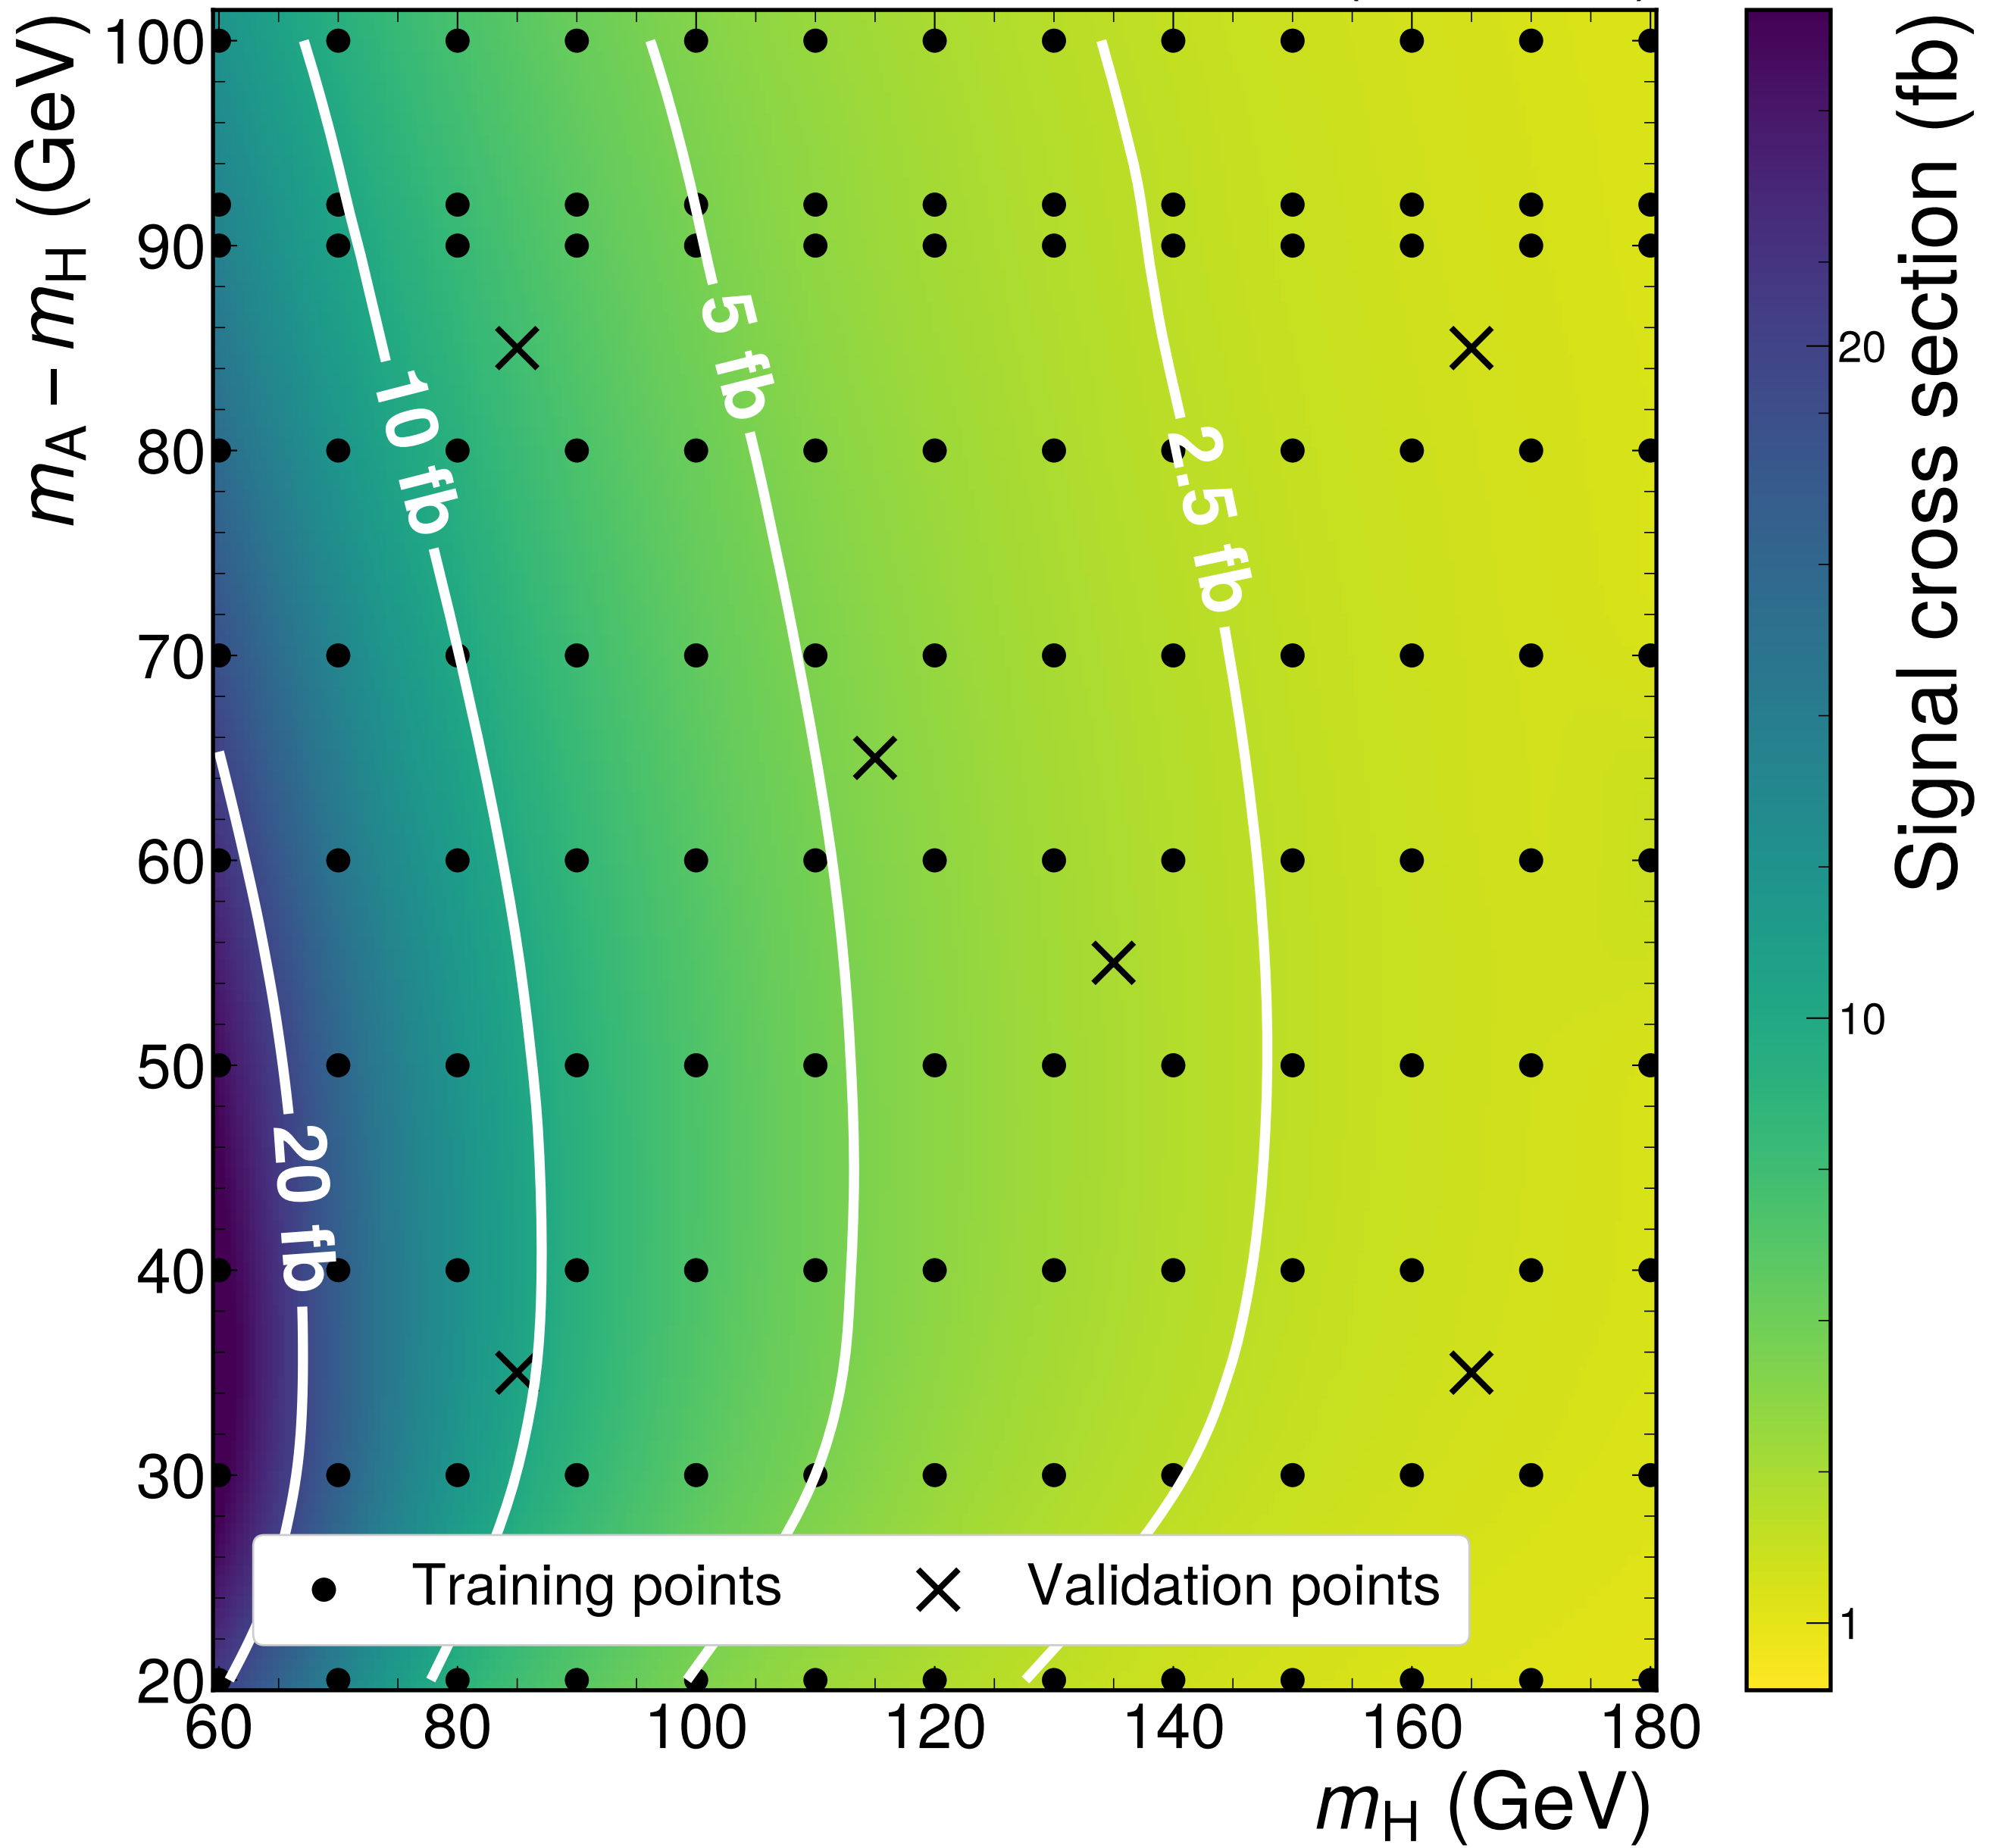 m_A − m_H (GeV)
100
90
80
70
60
50
40
30
20
10 fb
5 fb
2.5 fb
20 fb
Training points
Validation points
60
80
100
120
140
160
180
m_H (GeV)
20
10
1
Signal cross section (fb)